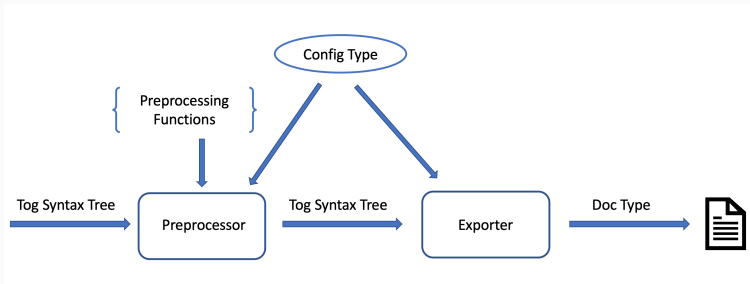 Config Type
Preprocessing
Functions
Tog Syntax Tree
Preprocessor
Tog Syntax Tree
Exporter
Doc Type